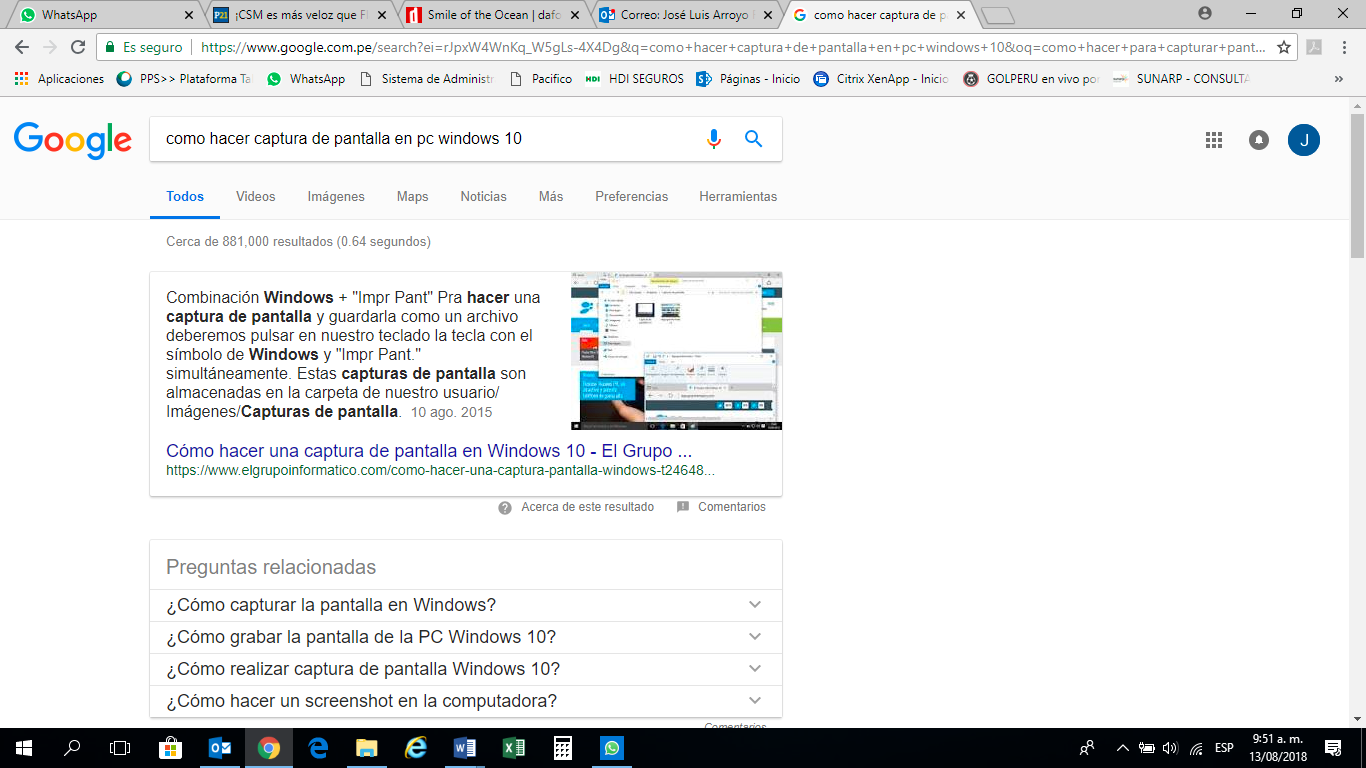 WhatsApp
¡CSM es más veloz que Fl
Smile of the Ocean | dafo
Correo: José Luis Arroyo
como hacer captura de p
Es seguro
https://www.google.com.pe/search?ei=rJpxW4WnKq_W5gLs-4X4Dg&q=como+hacer+captura+de+pantalla+en+pc+windows+10&oq=como+hacer+para+capturar+pant...
Aplicaciones
PPS>> Plataforma Tal
WhatsApp
Sistema de Administr
Pacifico
HDI
HDI SEGUROS
Páginas - Inicio
Citrix XenApp - Inicio
GOLPERU en vivo por
SUNARP - CONSULTA
»
Google
como hacer captura de pantalla en pc windows 10
J
Todos
Videos
Imágenes
Maps
Noticias
Más
Preferencias
Herramientas
Cerca de 881,000 resultados (0.64 segundos)
Combinación Windows + "Impr Pant" Pra hacer una
captura de pantalla y guardarla como un archivo
deberemos pulsar en nuestro teclado la tecla con el
símbolo de Windows y "Impr Pant."
simultáneamente. Estas capturas de pantalla son
almacenadas en la carpeta de nuestro usuario/
Imágenes/Capturas de pantalla. 10 ago. 2015
Cómo hacer una captura de pantalla en Windows 10 - El Grupo ...
https://www.elgrupoinformatico.com/como-hacer-una-captura-pantalla-windows-t24648...
Acerca de este resultado
Comentarios
Preguntas relacionadas
¿Cómo capturar la pantalla en Windows?
¿Cómo grabar la pantalla de la PC Windows 10?
¿Cómo realizar captura de pantalla Windows 10?
¿Cómo hacer un screenshot en la computadora?
Comentarios
ESP
9:51 a. m.
13/08/2018